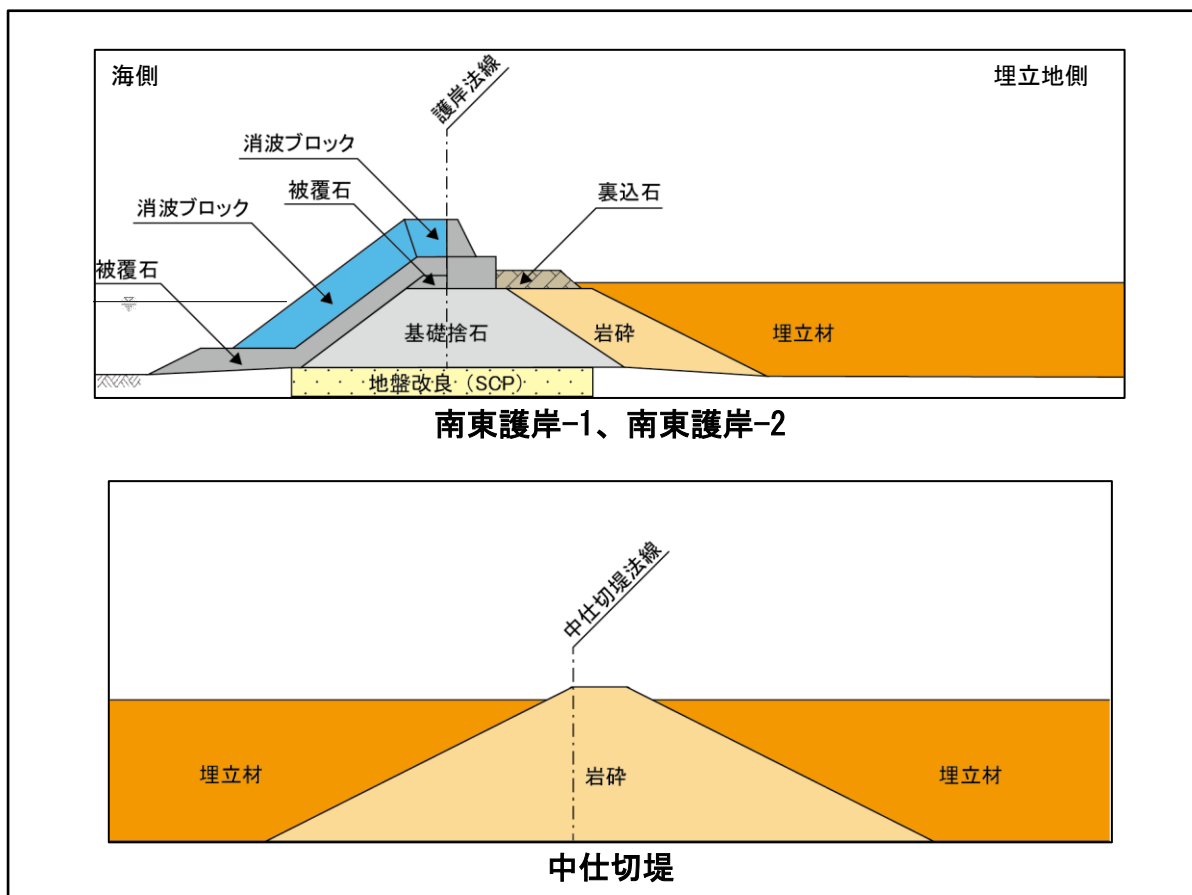 海側
護岸法線
埋立地側
消波ブロック
被覆石
裏込石
消波ブロック
被覆石
基礎捨石
岩砕
埋立材
地盤改良（SCP）
南東護岸-1、南東護岸-2
中仕切堤法線
埋立材
岩砕
埋立材
中仕切堤